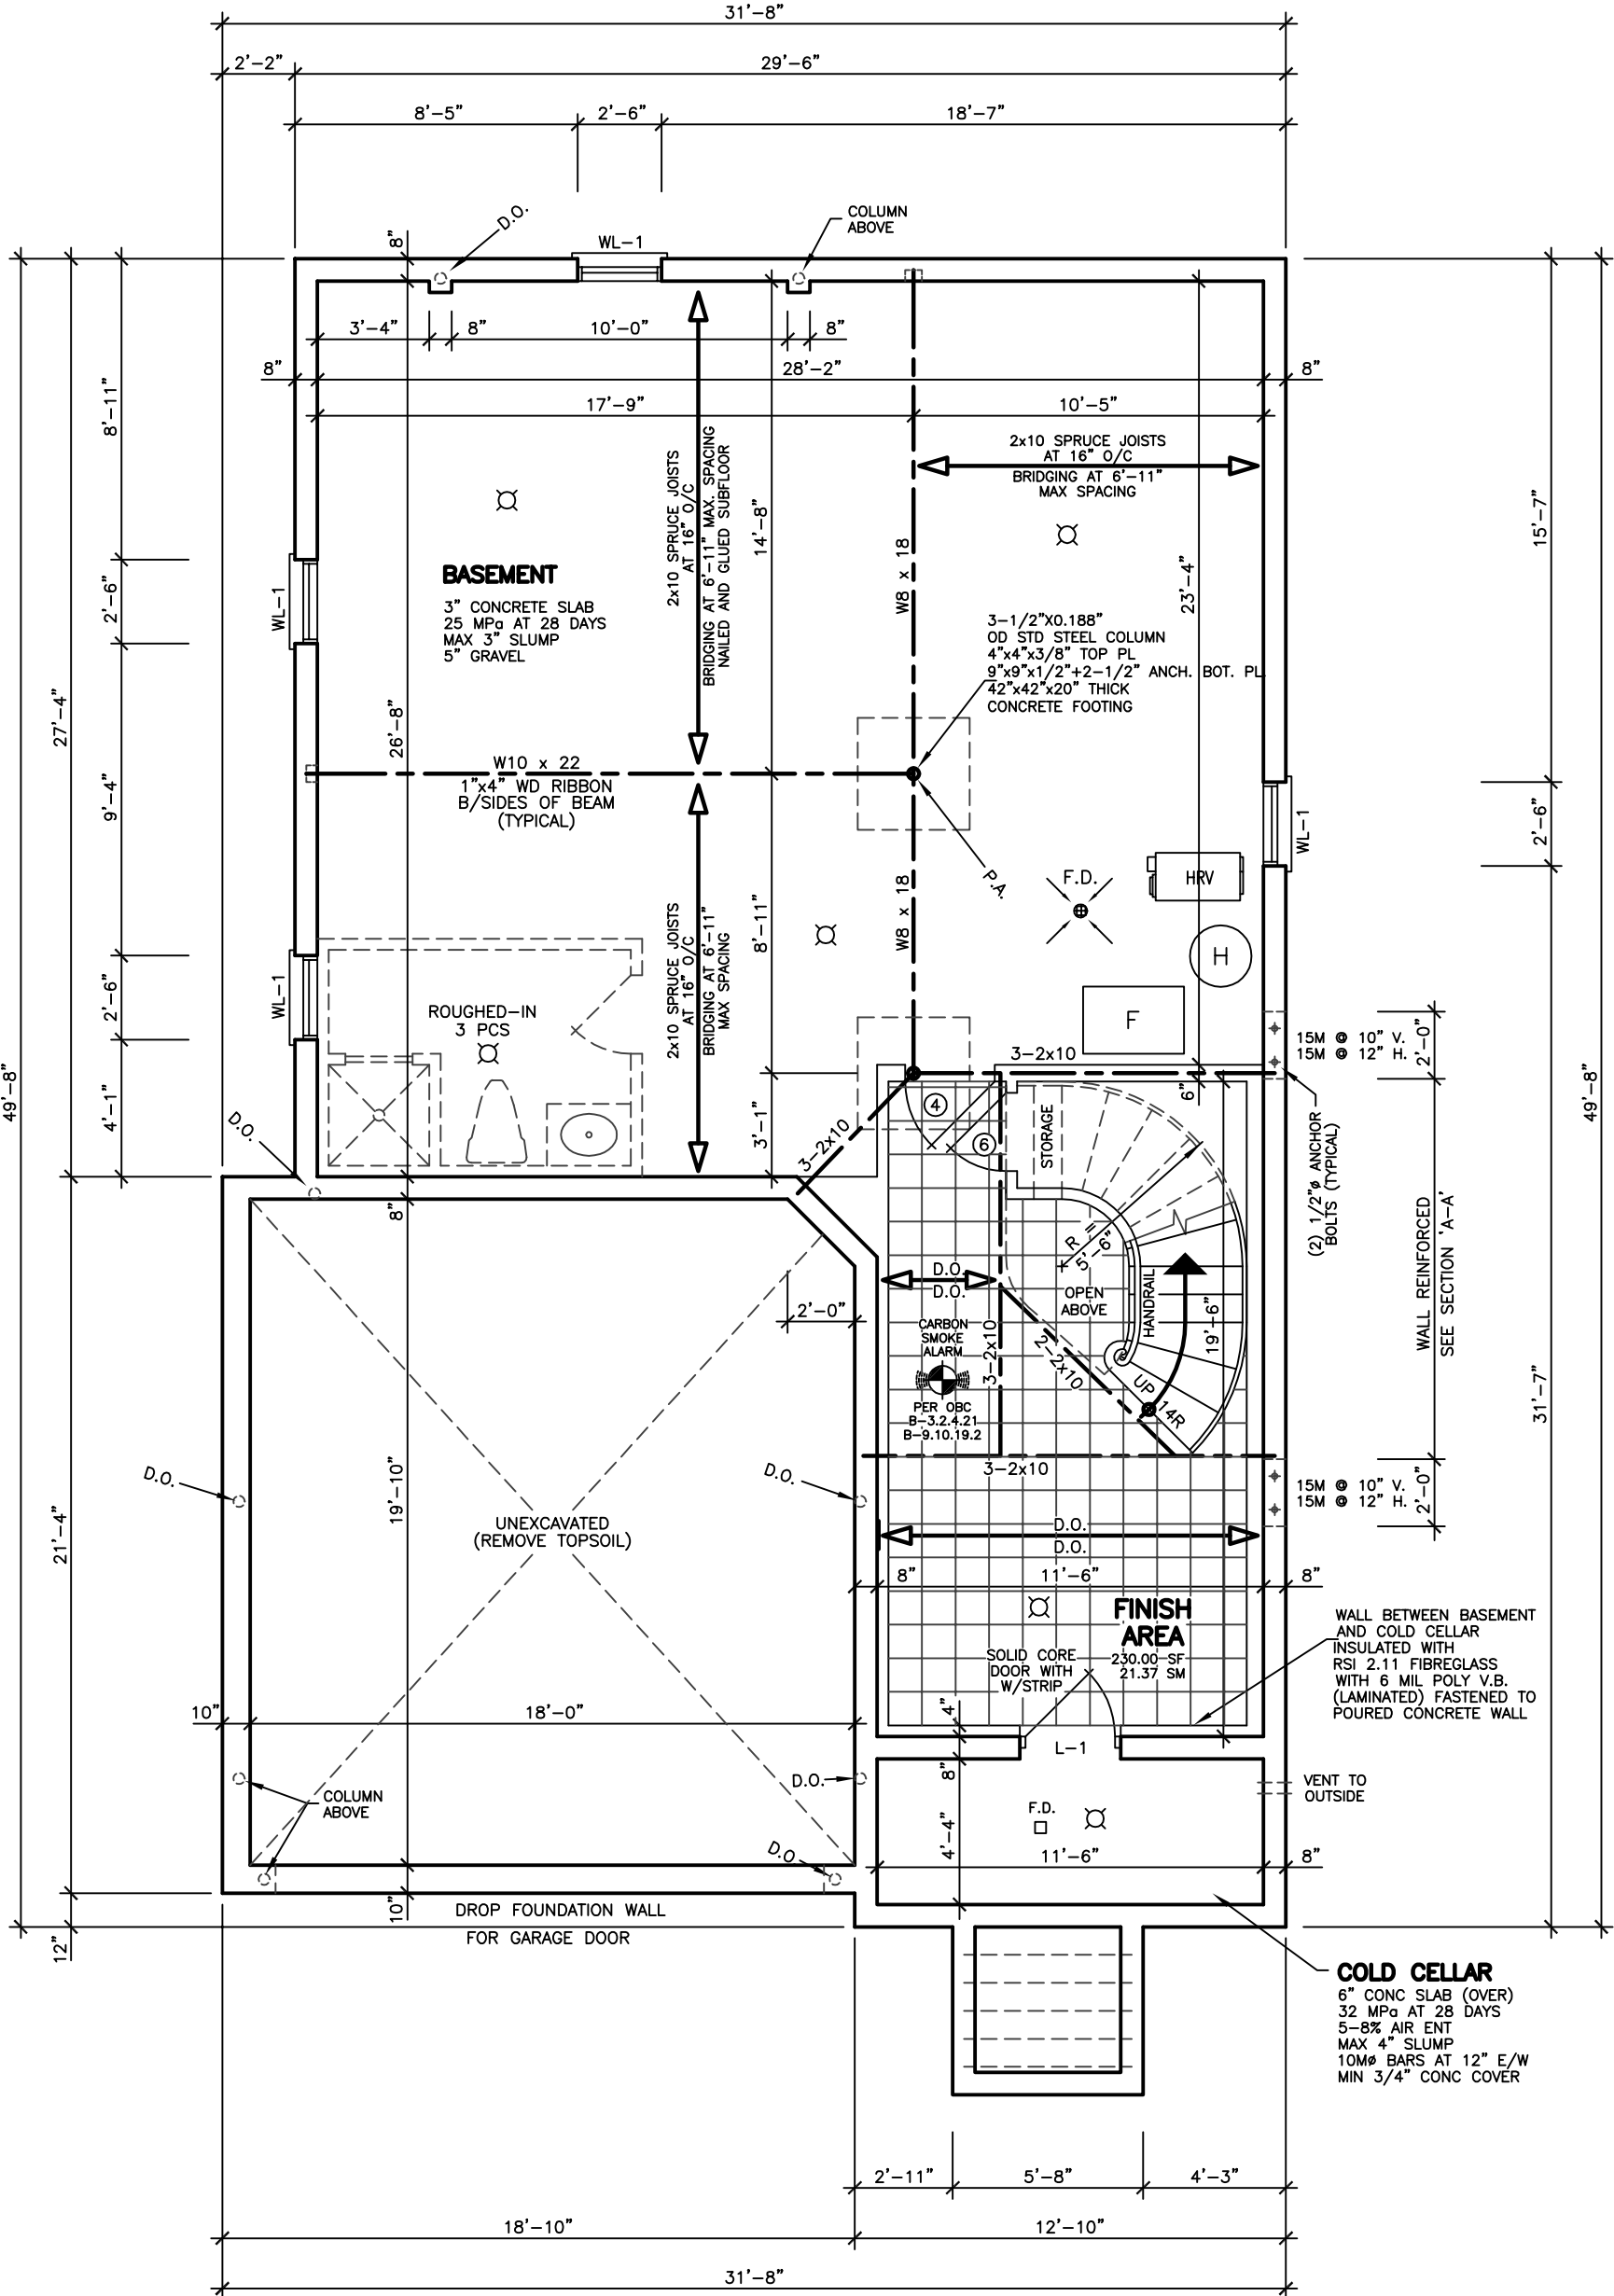 31'-8"
2'-2"
29'-6"
8'-5"
2'-6"
18'-7"
D.O.
COLUMN
ABOVE
WL-1
8"
3'-4"
8"
10'-0"
8"
8"
28'-2"
8"
17'-9"
10'-5"
8'-11"
2'-6"
9'-4"
2'-6"
4'-1"
27'-4"
21'-4"
12"
49'-8"
WL-1
WL-1
2x10 SPRUCE JOISTS
AT 16" O/C
BRIDGING AT 6'-11" MAX. SPACING
NAILED AND GLUED SUBFLOOR
14'-8"
2x10 SPRUCE JOISTS
AT 16" O/C
BRIDGING AT 6'-11"
MAX SPACING
23'-4"
15'-7"
2'-6"
31'-7"
49'-8"
BASEMENT
3" CONCRETE SLAB
25 MPa AT 28 DAYS
MAX 3" SLUMP
5" GRAVEL
W8 x 18
3-1/2"X0.188"
OD STD STEEL COLUMN
4"x4"x3/8" TOP PL
9"x9"x1/2"+2-1/2" ANCH. BOT. PL
42"x42"x20" THICK
CONCRETE FOOTING
26'-8"
W10 x 22
1"x4" WD RIBBON
B/SIDES OF BEAM
(TYPICAL)
WL-1
P.A.
W8 x 18
F.D.
HRV
H
F
8'-11"
2x10 SPRUCE JOISTS
AT 16" O/C
BRIDGING AT 6'-11"
MAX SPACING
ROUGHED-IN
3 PCS
3-2x10
15M @ 10" V.
15M @ 12" H.
2'-0"
(2) 1/2"ø ANCHOR
BOLTS (TYPICAL)
6"
3'-1"
3-2x10
4
6
STORAGE
D.O.
8"
R = 5'-6"
OPEN
ABOVE
HANDRAIL
19'-6"
UP 14R
D.O.
D.O.
2'-0"
CARBON
SMOKE
ALARM
PER OBC
B-3.2.4.21
B-9.10.19.2
3-2x10
2-2x10
3-2x10
WALL REINFORCED
SEE SECTION 'A-A'
15M @ 10" V.
15M @ 12" H.
2'-0"
D.O.
D.O.
19'-10"
UNEXCAVATED
(REMOVE TOPSOIL)
D.O.
D.O.
8"
11'-6"
8"
FINISH
AREA
230.00 SF
21.37 SM
SOLID CORE
DOOR WITH
W/STRIP
WALL BETWEEN BASEMENT
AND COLD CELLAR
INSULATED WITH
RSI 2.11 FIBREGLASS
WITH 6 MIL POLY V.B.
(LAMINATED) FASTENED TO
POURED CONCRETE WALL
10"
18'-0"
4"
L-1
8"
D.O.
COLUMN
ABOVE
VENT TO
OUTSIDE
F.D.
4'-4"
D.O.
11'-6"
8"
10"
DROP FOUNDATION WALL
FOR GARAGE DOOR
COLD CELLAR
6" CONC SLAB (OVER)
32 MPa AT 28 DAYS
5-8% AIR ENT
MAX 4" SLUMP
10Mø BARS AT 12" E/W
MIN 3/4" CONC COVER
2'-11"
5'-8"
4'-3"
18'-10"
12'-10"
31'-8"